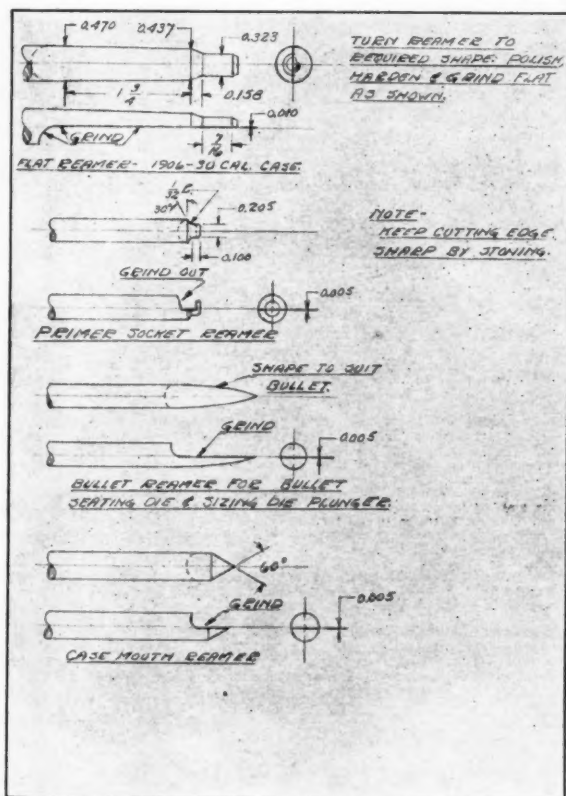 0.470
0.437
0.323
TURN REAMER TO
REQUIRED SHAPE: POLISH,
HARDEN & GRIND FLAT
AS SHOWN.
1 3/4
0.158
0.010
GRIND
7/16
FLAT REAMER - 1906-30 CAL. CASE.
1/32 R.
30°
0.205
0.100
NOTE-
KEEP CUTTING EDGE
SHARP BY STONING.
GRIND OUT
0.005
PRIMER SOCKET REAMER
SHAPE TO SUIT
BULLET.
GRIND
0.005
BULLET REAMER FOR BULLET
SEATING DIE & SIZING DIE PLUNGER.
60°
GRIND
0.005
CASE MOUTH REAMER